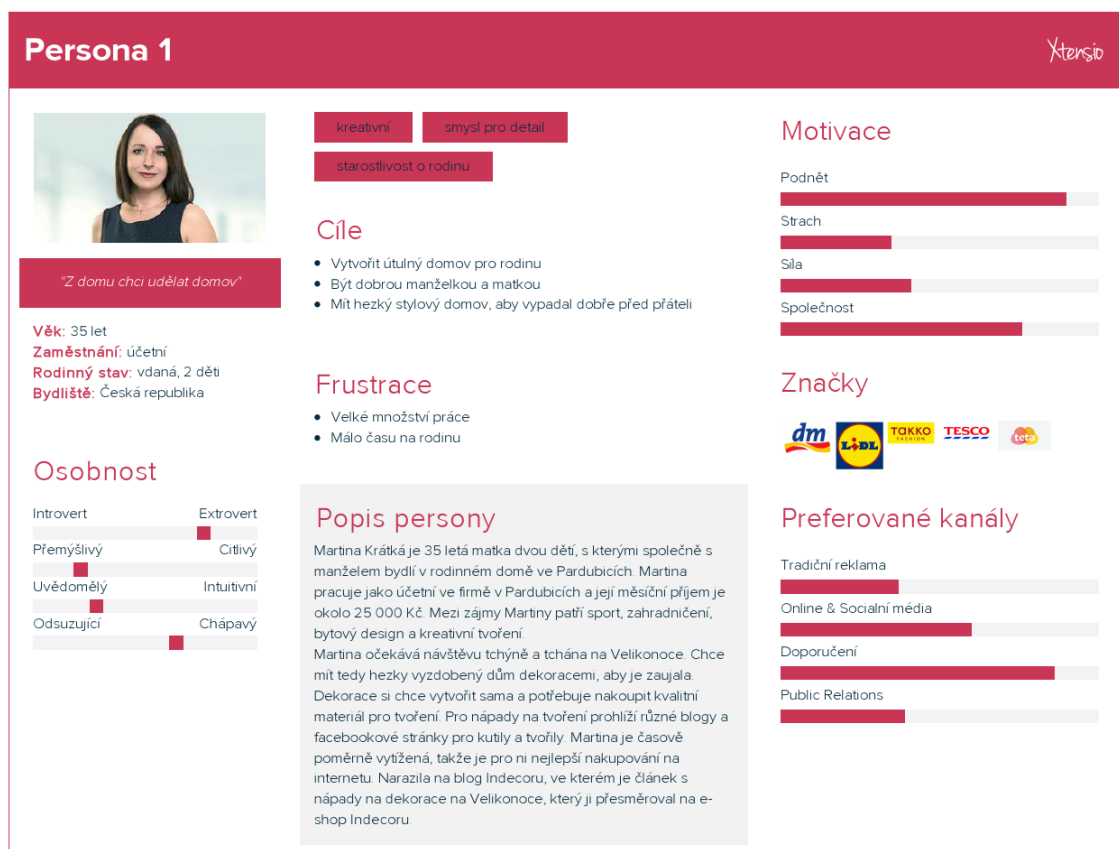 Persona 1
Xtensio
"Z domu chci udělat domov"
Věk: 35 let
Zaměstnání: účetní
Rodinný stav: vdaná, 2 děti
Bydliště: Česká republika
Osobnost
Introvert Extrovert
Přemýšlivý Citlivý
Uvědomělý Intuitivní
Odsuzující Chápavý
kreativní smysl pro detail
starostlivost o rodinu
Cíle
Vytvořit útulný domov pro rodinu
Být dobrou manželkou a matkou
Mít hezký stylový domov, aby vypadal dobře před přáteli
Frustrace
Velké množství práce
Málo času na rodinu
Popis persony
Martina Krátká je 35 letá matka dvou dětí, s kterými společně s
manželem bydlí v rodinném domě ve Pardubicích. Martina
pracuje jako účetní ve firmě v Pardubicích a její měsíční příjem je
okolo 25 000 Kč. Mezi zájmy Martiny patří sport, zahradničení,
bytový design a kreativní tvoření.
Martina očekává návštěvu tchýně a tchána na Velikonoce. Chce
mít tedy hezky vyzdobený dům dekoracemi, aby je zaujala.
Dekorace si chce vytvořit sama a potřebuje nakoupit kvalitní
materiál pro tvoření. Pro nápady na tvoření prohlíží různé blogy a
facebookové stránky pro kutily a tvořily. Martina je časově
poměrně vytížená, takže je pro ni nejlepší nakupování na
internetu. Narazila na blog Indecoru, ve kterém je článek s
nápady na dekorace na Velikonoce, který ji přesměroval na e-
shop Indecoru.
Motivace
Podnět
Strach
Síla
Společnost
Značky
dm LIDL TAKKO FASHION TESCO teta
Preferované kanály
Tradiční reklama
Online & Socialní média
Doporučení
Public Relations